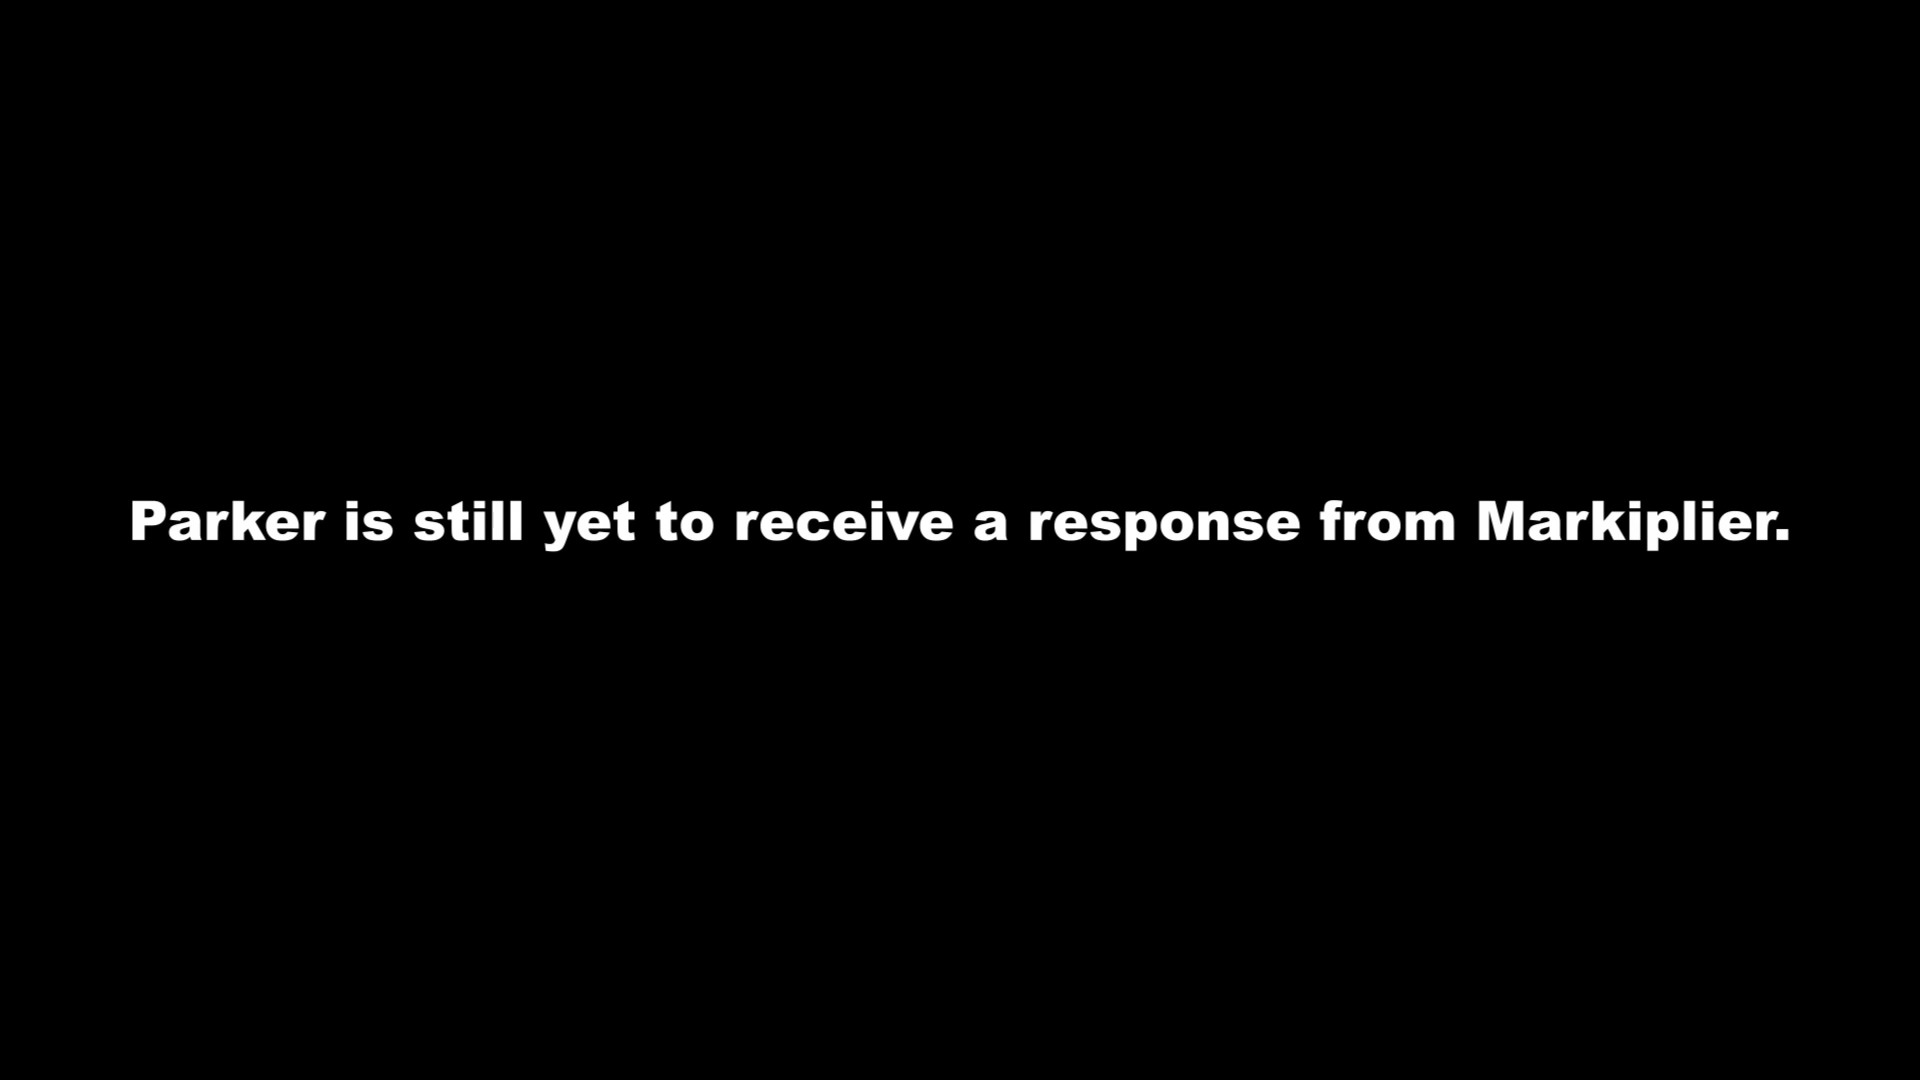 Parker is still yet to receive a response from Markiplier.